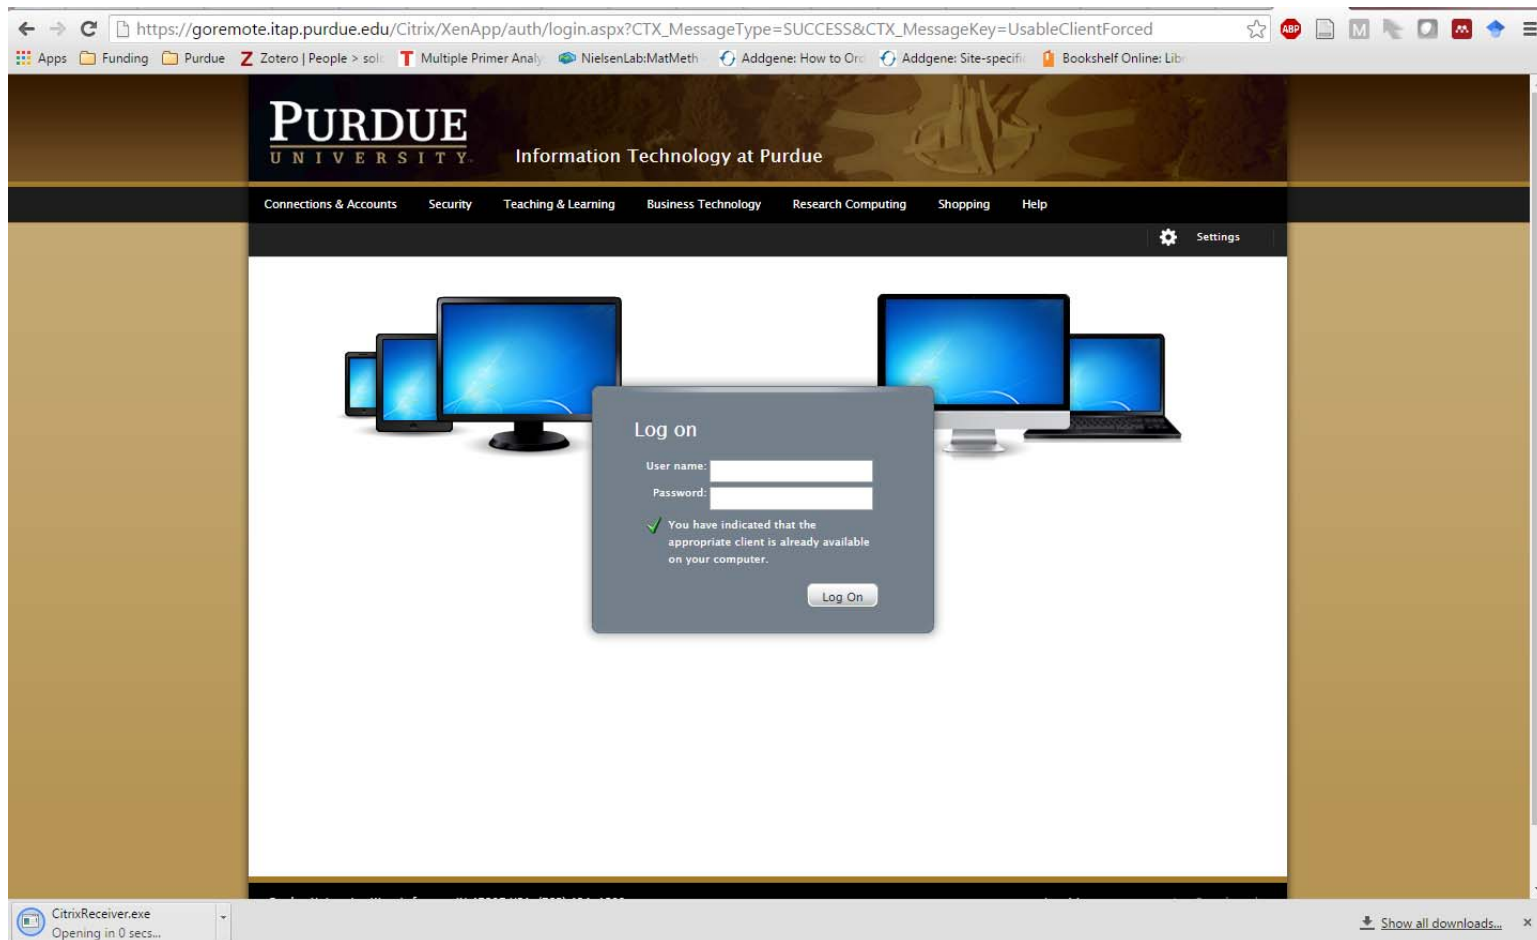 https://goremote.itap.purdue.edu/Citrix/XenApp/auth/login.aspx?CTX_MessageType=SUCCESS&CTX_MessageKey=UsableClientForced
ABP
M
Apps Funding Purdue Z Zotero | People > sol T Multiple Primer Analy NielsenLab:MatMeth Addgene: How to Orc Addgene: Site-specifi Bookshelf Online: Lib
PURDUE
UNIVERSITY
Information Technology at Purdue
Connections & Accounts Security Teaching & Learning Business Technology Research Computing Shopping Help
Settings
Log on
User name:
Password:
You have indicated that the
appropriate client is already available
on your computer.
Log On
CitrixReceiver.exe
Opening in 0 secs...
Show all downloads...